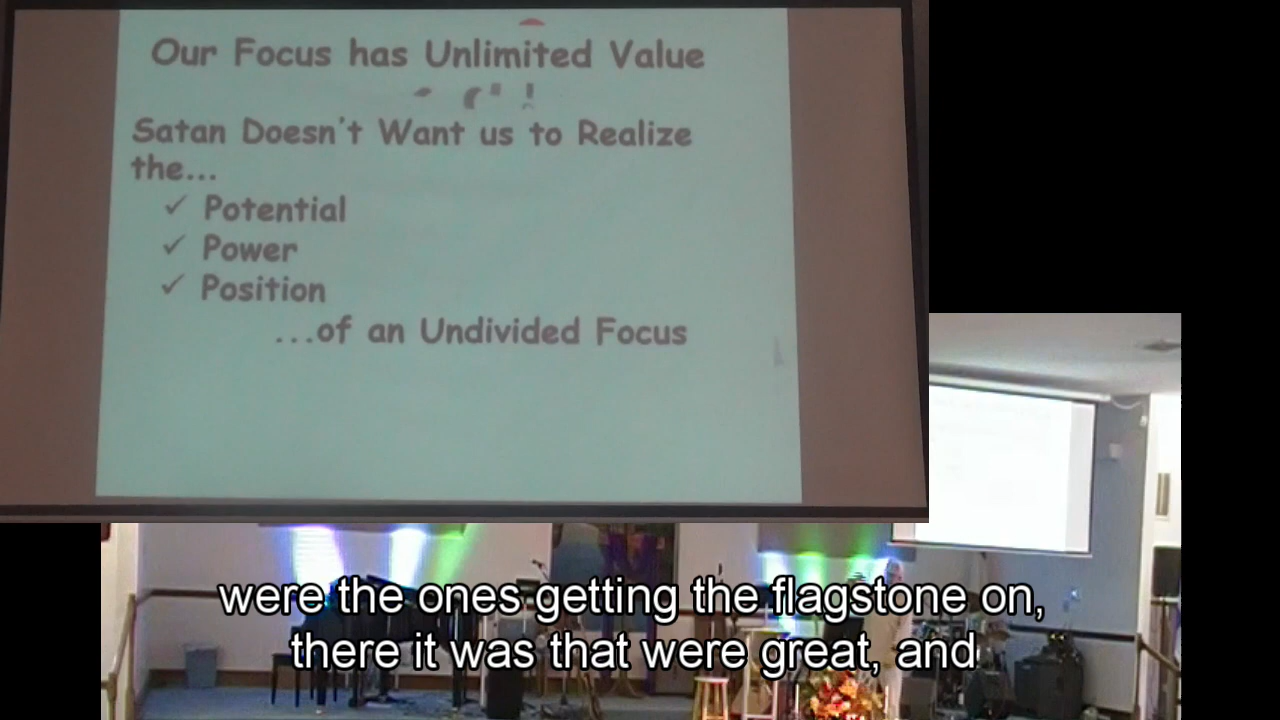 Our Focus has Unlimited Value
Satan Doesn't Want us to Realize
the...
✓ Potential
✓ Power
✓ Position
...of an Undivided Focus
were the ones getting the flagstone on,
there it was that were great, and